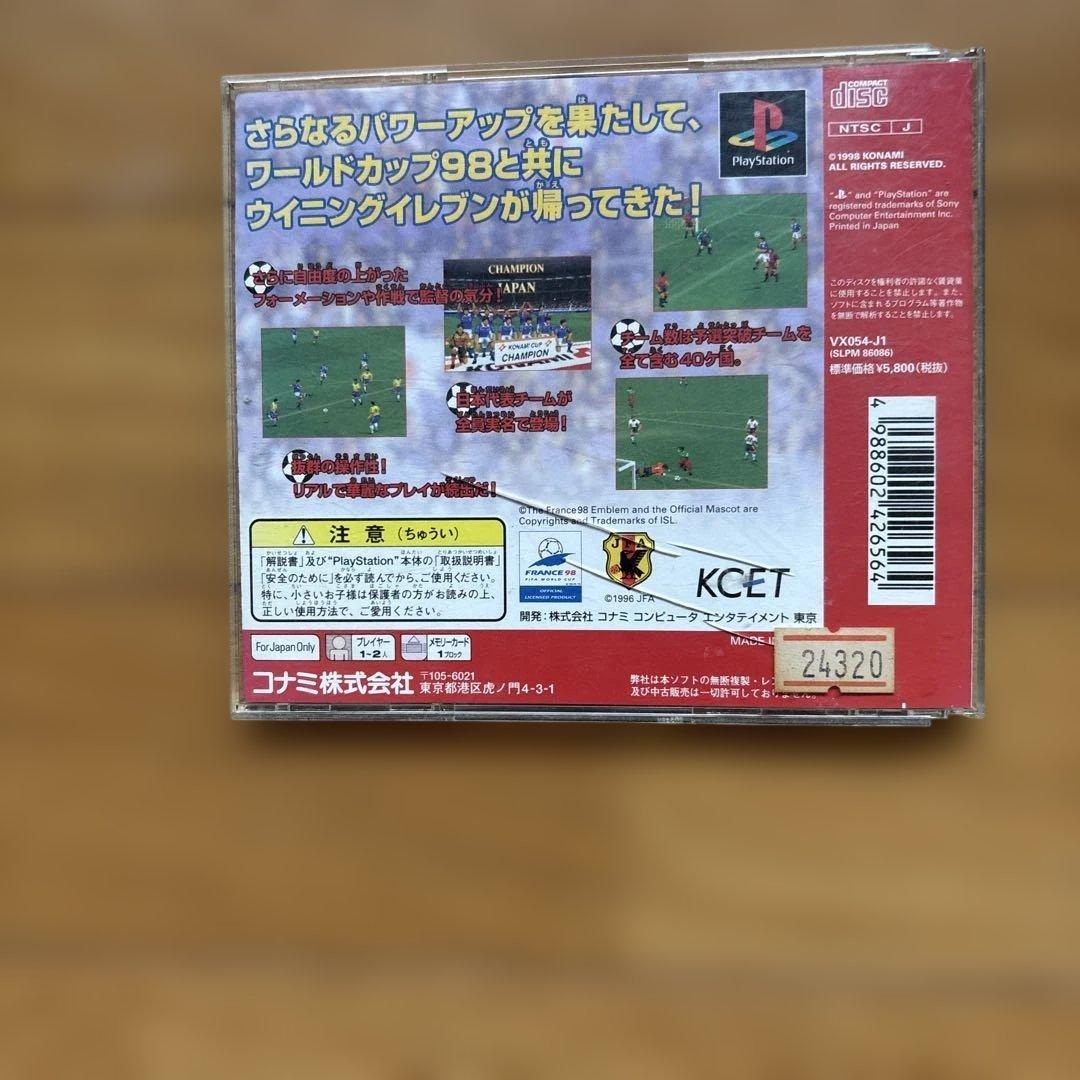 さらなるパワーアップを果たして、
ワールドカップ98と共に
ウイニングイレブンが帰ってきた！
PlayStation
さらに自由度の上がった
フォーメーションや作戦で監督の気分！
CHAMPION
JAPAN
KONAMI CUP
CHAMPION
チーム数は予選突破チームを
全て含む40ケ国。
日本代表チームが
全員実名で登場！
抜群の操作性！
リアルで華麗なプレイが続出だ！
©The France98 Emblem and the Official Mascot are
Copyrights and Trademarks of ISL.
注意（ちゅうい）
「解説書」及び“PlayStation”本体の「取扱説明書」
「安全のために」を必ず読んでから、ご使用ください。
特に、小さいお子様は保護者の方がお読みの上、
正しい使用方法で、ご愛用ください。
FRANCE 98
FIFA WORLD CUP
OFFICIAL
LICENSED PRODUCT
JFA
©1996 JFA
KCET
開発：株式会社 コナミ コンピュータ エンタテイメント 東京
For Japan Only
プレイヤー
1~2人
メモリーカード
1ブロック
MADE IN
24320
コナミ株式会社
〒105-6021
東京都港区虎ノ門4-3-1
弊社は本ソフトの無断複製・レン
及び中古販売は一切許可しておりません。
COMPACT
disc
NTSC J
©1998 KONAMI
ALL RIGHTS RESERVED.
" " and "PlayStation" are
registered trademarks of Sony
Computer Entertainment Inc.
Printed in Japan
このディスクを権利者の許諾なく賃貸業
に使用することを禁止します。また、
ソフトに含まれるプログラム等著作物
を無断で解析することを禁止します。
VX054-J1
(SLPM 86086)
標準価格¥5,800(税抜)
4 988602 426564